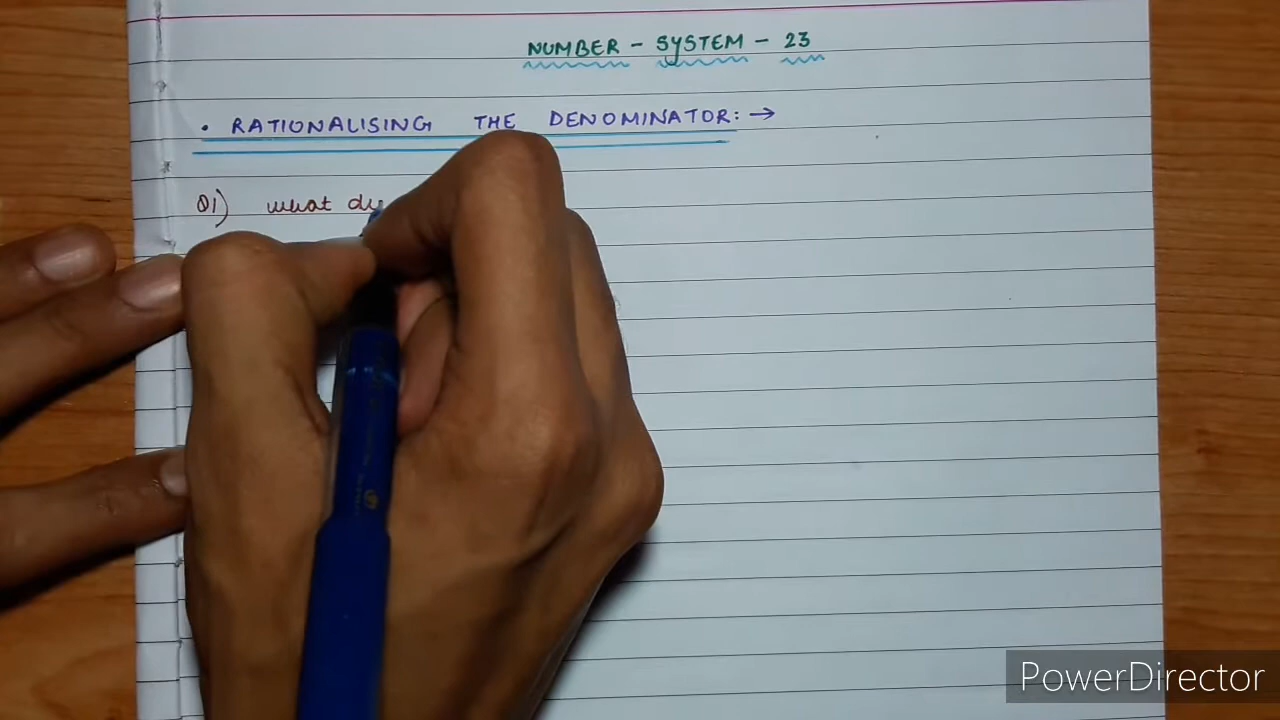 NUMBER - SYSTEM - 23
• RATIONALISING THE DENOMINATOR: →
Q1) what
PowerDirector